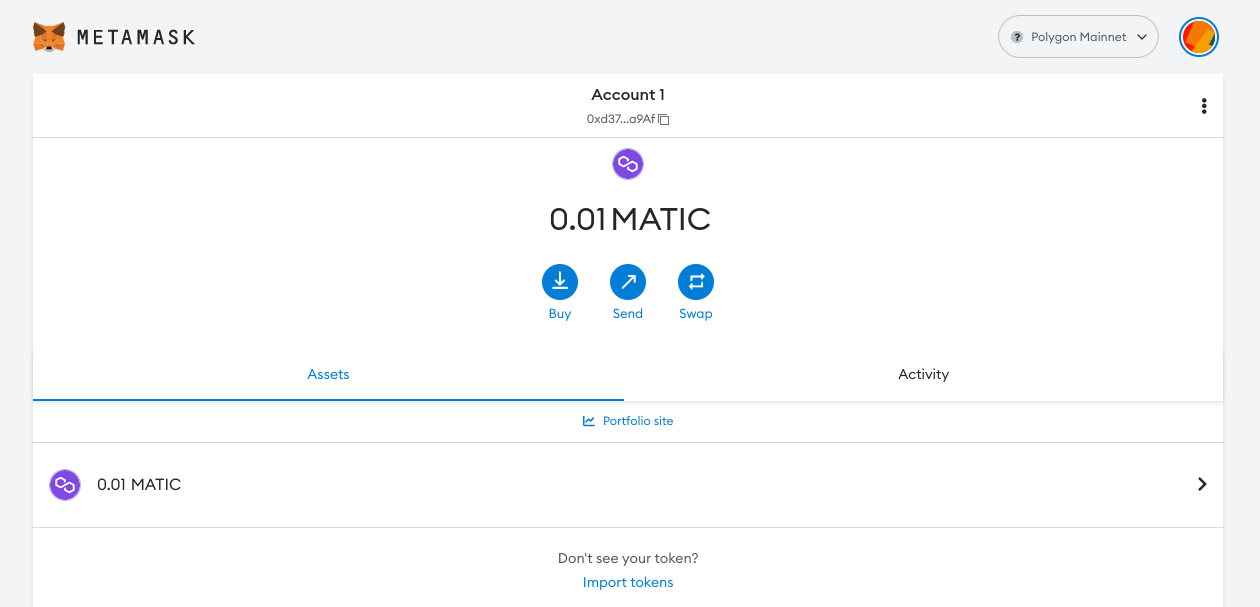 METAMASK
? Polygon Mainnet
Account 1
0xd37...a9Af
0.01 MATIC
Buy
Send
Swap
Assets
Activity
Portfolio site
0.01 MATIC
Don't see your token?
Import tokens